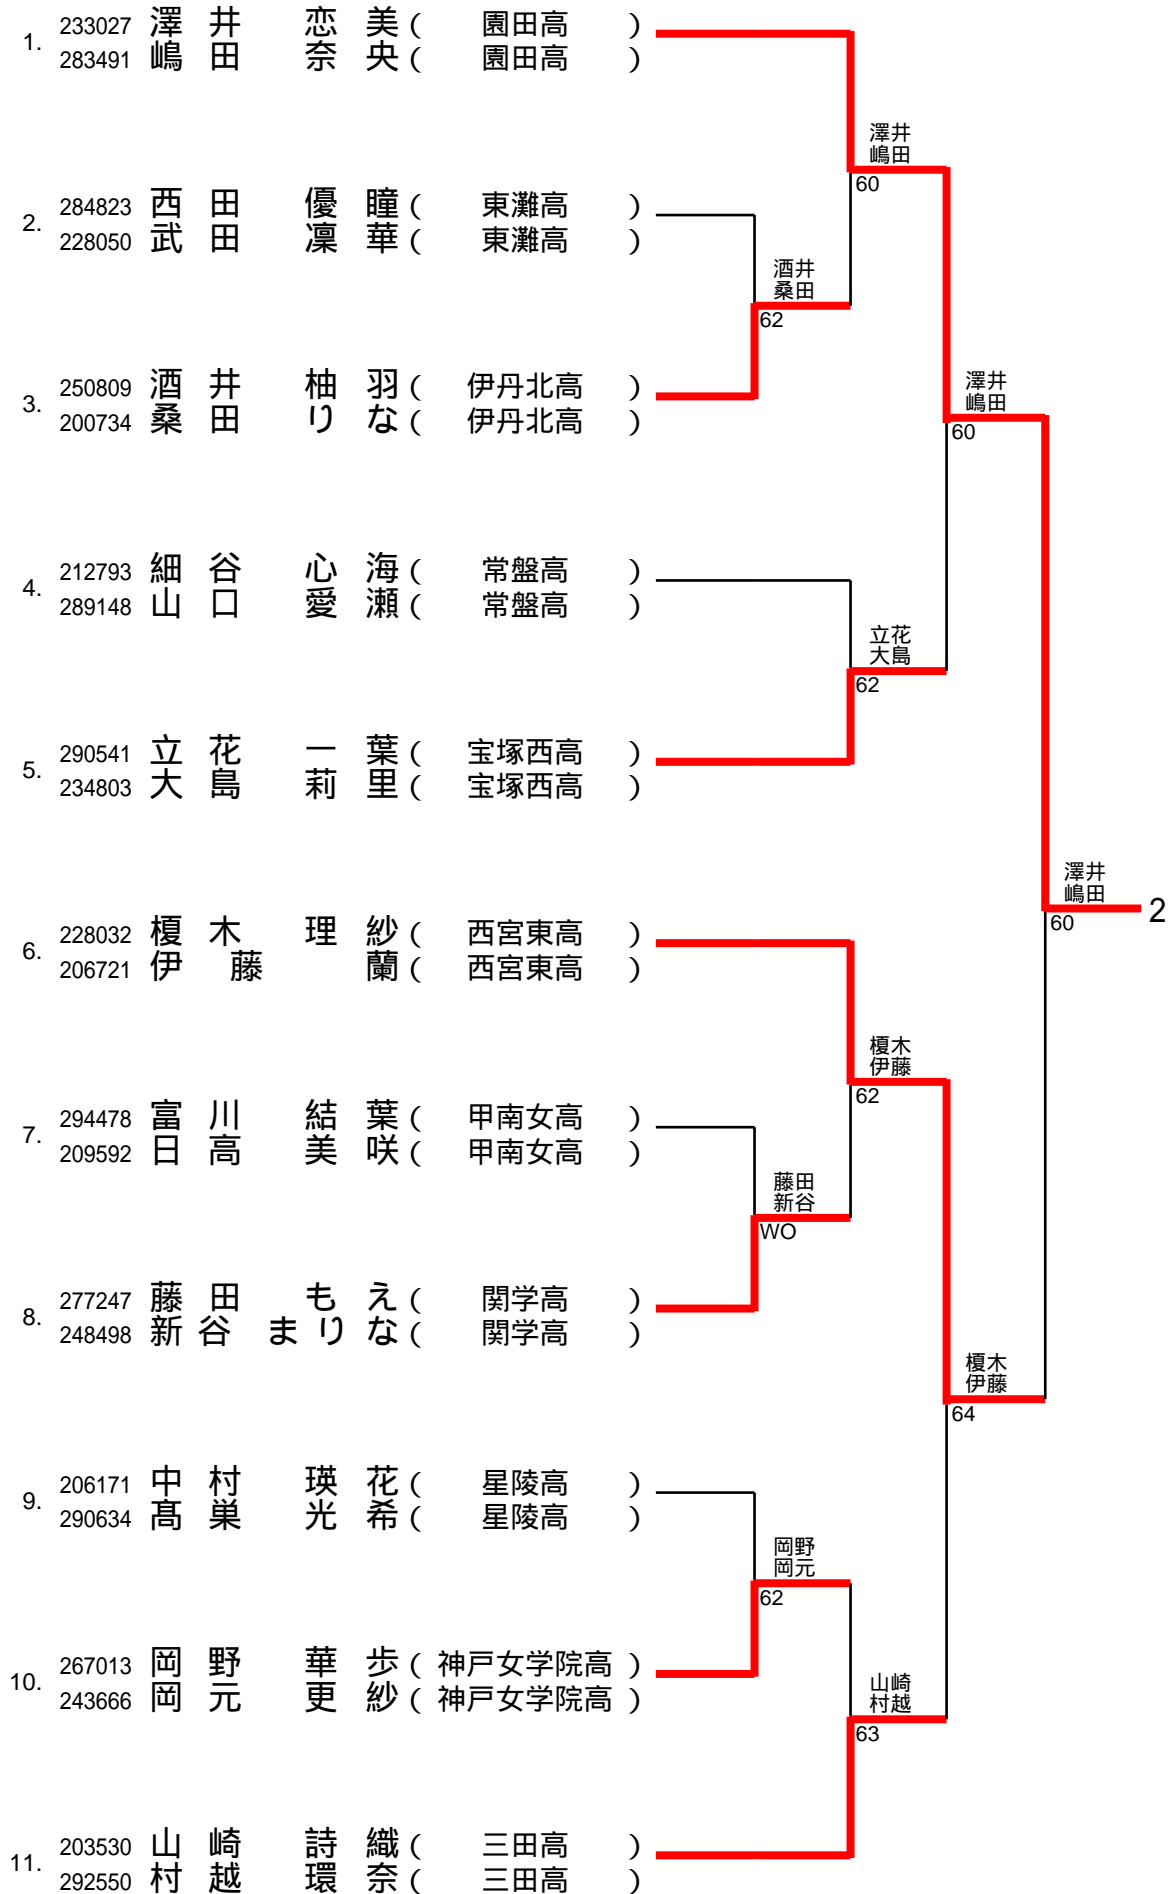 1. 233027 澤井 恋美 ( 園田高 )
283491 嶋田 奈央 ( 園田高 )
澤井
嶋田
60
2. 284823 西田 優瞳 ( 東灘高 )
228050 武田 凜華 ( 東灘高 )
酒井
桑田
62
3. 250809 酒井 柚羽 ( 伊丹北高 )
200734 桑田 りな ( 伊丹北高 )
澤井
嶋田
60
4. 212793 細谷 心海 ( 常盤高 )
289148 山口 愛瀬 ( 常盤高 )
立花
大島
62
5. 290541 立花 一葉 ( 宝塚西高 )
234803 大島 莉里 ( 宝塚西高 )
澤井
嶋田
60
2
6. 228032 榎木 理紗 ( 西宮東高 )
206721 伊藤 蘭 ( 西宮東高 )
榎木
伊藤
62
7. 294478 富川 結葉 ( 甲南女高 )
209592 日高 美咲 ( 甲南女高 )
藤田
新谷
WO
8. 277247 藤田 もえ ( 関学高 )
248498 新谷 まりな ( 関学高 )
榎木
伊藤
64
9. 206171 中村 瑛花 ( 星陵高 )
290634 髙巣 光希 ( 星陵高 )
岡野
岡元
62
10. 267013 岡野 華歩 ( 神戸女学院高 )
243666 岡元 更紗 ( 神戸女学院高 )
山崎
村越
63
11. 203530 山崎 詩織 ( 三田高 )
292550 村越 環奈 ( 三田高 )